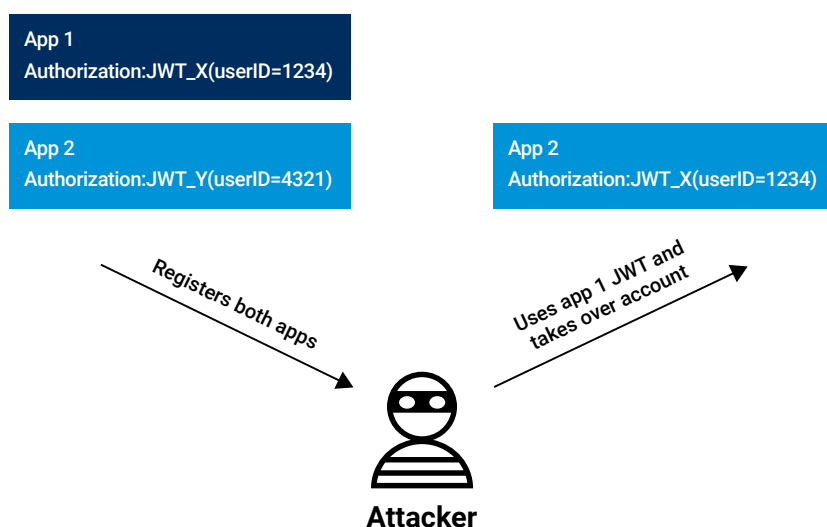 App 1
Authorization:JWT_X(userID=1234)
App 2
Authorization:JWT_Y(userID=4321)
App 2
Authorization:JWT_X(userID=1234)
Registers both apps
Uses app 1 JWT and
takes over account
Attacker